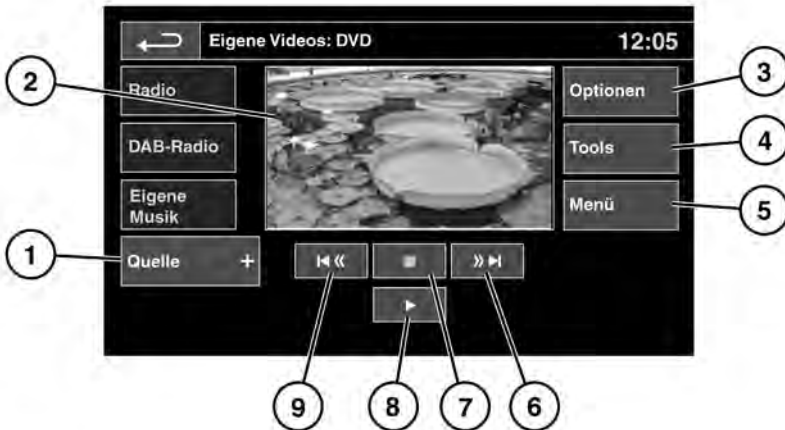 Eigene Videos: DVD 12:05
2
3
Radio
Optionen
DAB-Radio
Tools
4
Eigene
Musik
Menü
5
1
Quelle +
9
8
7
6